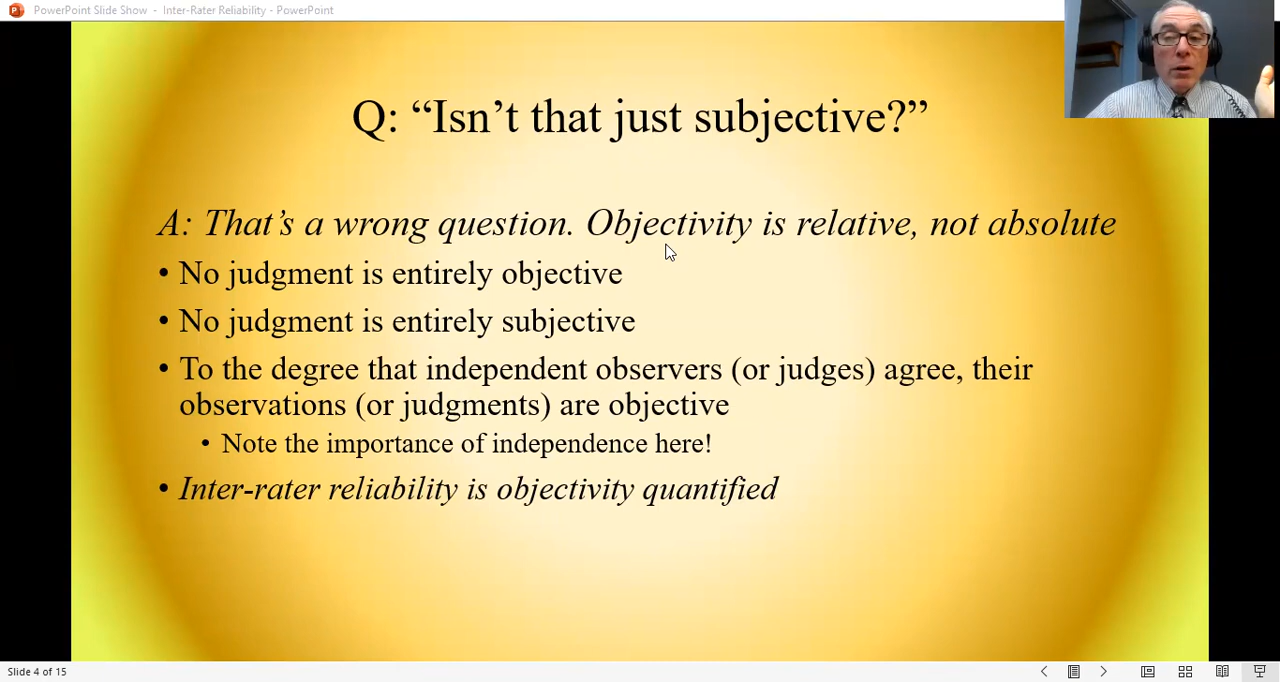 PowerPoint Slide Show - Inter-Rater Reliability - PowerPoint
Q: “Isn’t that just subjective?”
A: That’s a wrong question. Objectivity is relative, not absolute
• No judgment is entirely objective
• No judgment is entirely subjective
• To the degree that independent observers (or judges) agree, their
observations (or judgments) are objective
• Note the importance of independence here!
• Inter-rater reliability is objectivity quantified
Slide 4 of 15